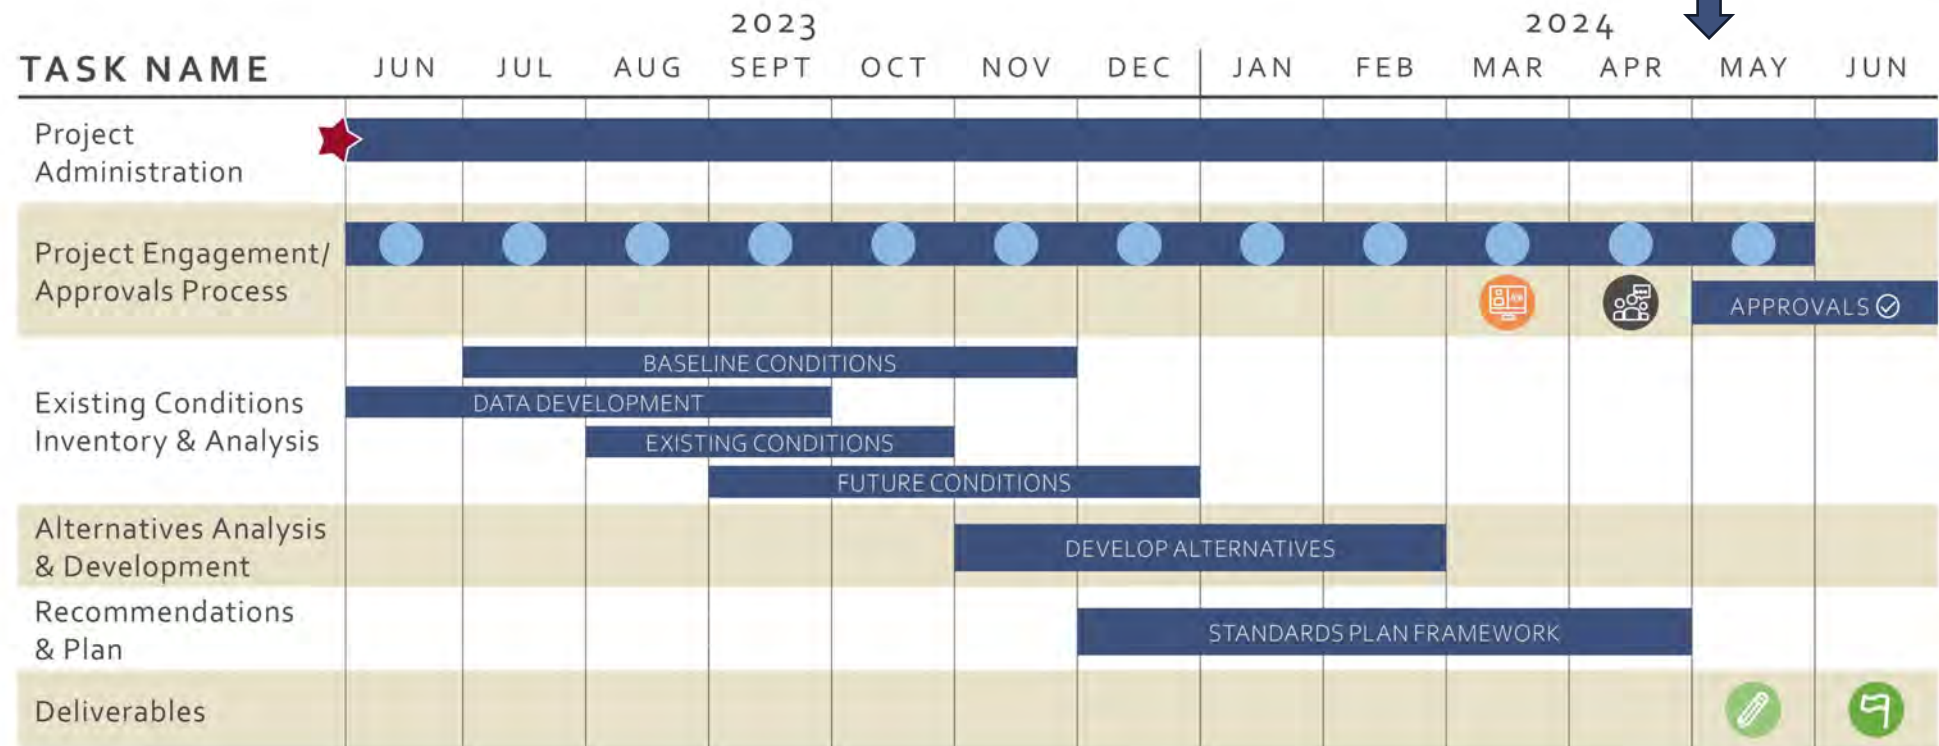 2023 2024
TASK NAME JUN JUL AUG SEPT OCT NOV DEC JAN FEB MAR APR MAY JUN
Project
Administration
Project Engagement/
Approvals Process
APPROVALS
BASELINE CONDITIONS
Existing Conditions
Inventory & Analysis
DATA DEVELOPMENT
EXISTING CONDITIONS
FUTURE CONDITIONS
Alternatives Analysis
& Development
DEVELOP ALTERNATIVES
Recommendations
& Plan
STANDARDS PLAN FRAMEWORK
Deliverables